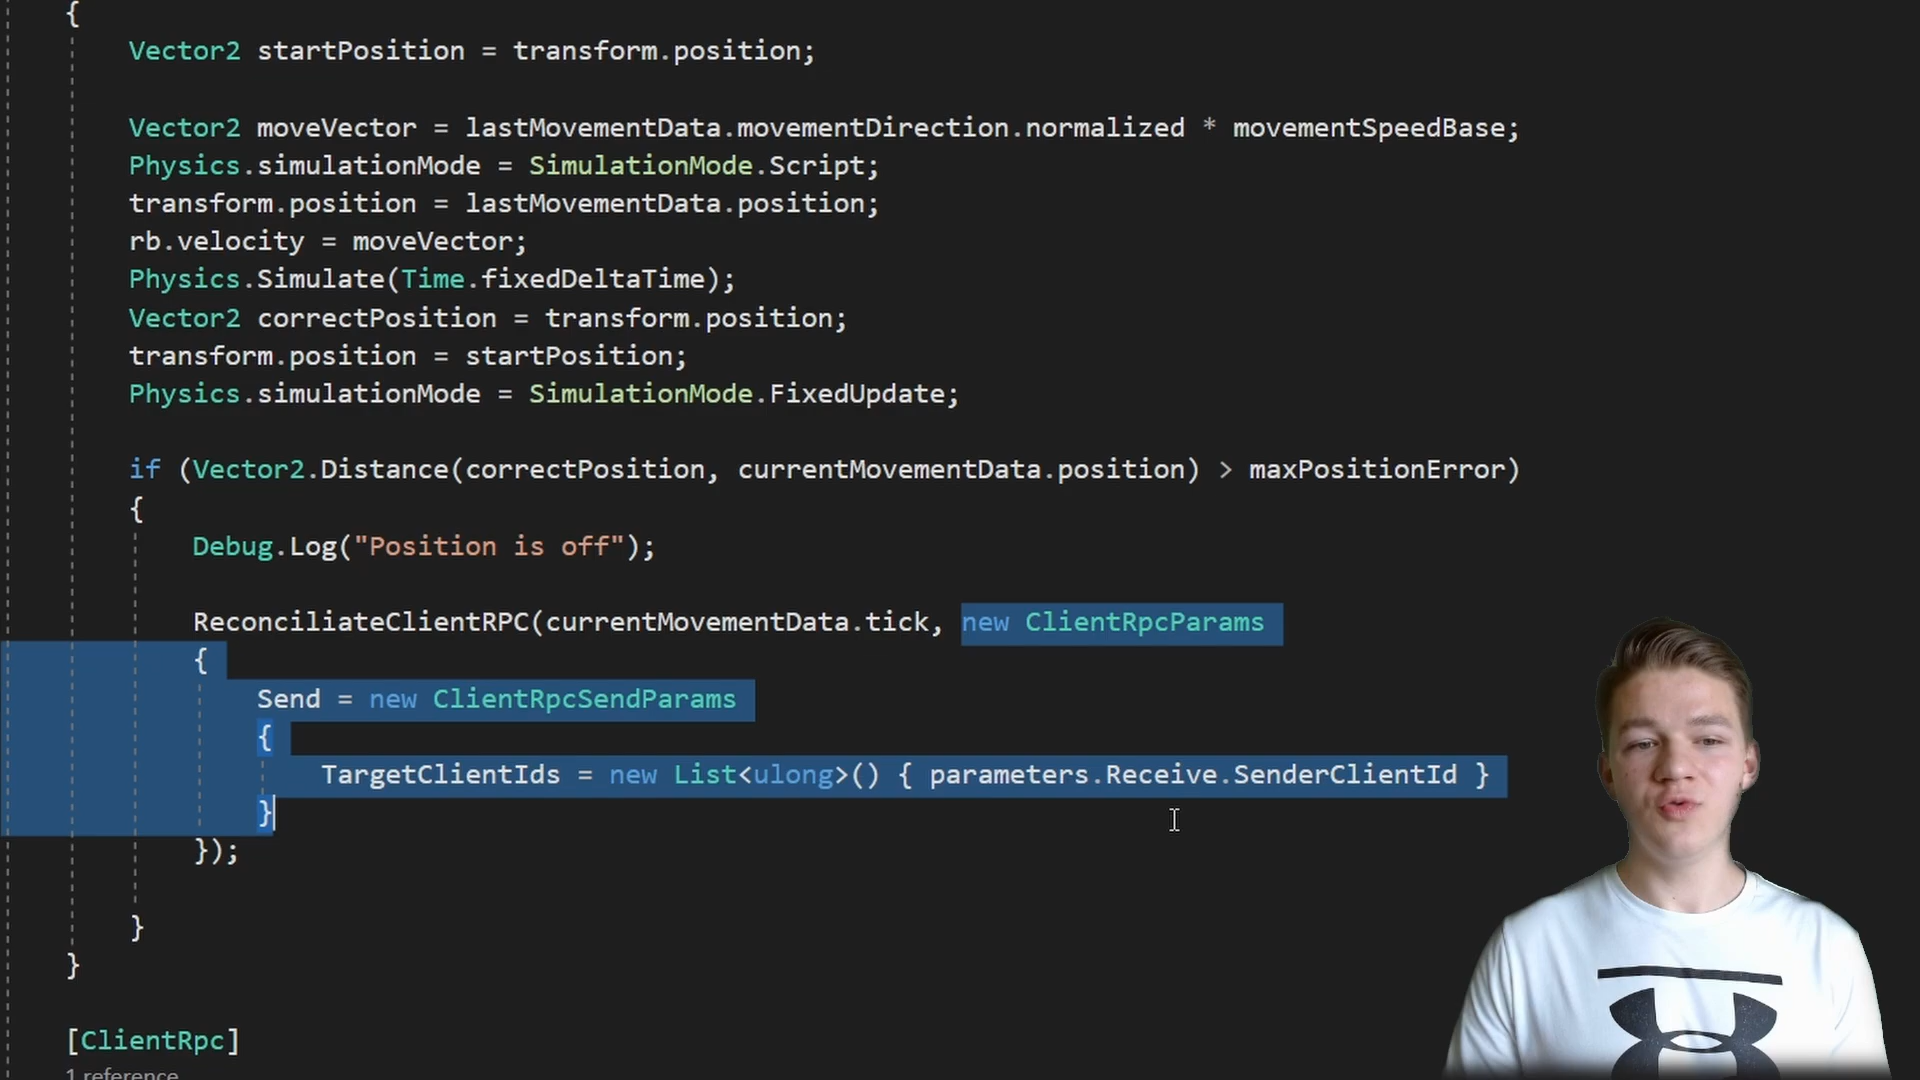 {
Vector2 startPosition = transform.position;
Vector2 moveVector = lastMovementData.movementDirection.normalized * movementSpeedBase;
Physics.simulationMode = SimulationMode.Script;
transform.position = lastMovementData.position;
rb.velocity = moveVector;
Physics.Simulate(Time.fixedDeltaTime);
Vector2 correctPosition = transform.position;
transform.position = startPosition;
Physics.simulationMode = SimulationMode.FixedUpdate;
if (Vector2.Distance(correctPosition, currentMovementData.position) > maxPositionError)
{
Debug.Log("Position is off");
ReconciliateClientRPC(currentMovementData.tick, new ClientRpcParams
{
Send = new ClientRpcSendParams
{
TargetClientIds = new List<ulong>() { parameters.Receive.SenderClientId }
}
});
}
}
[ClientRpc]
1 reference